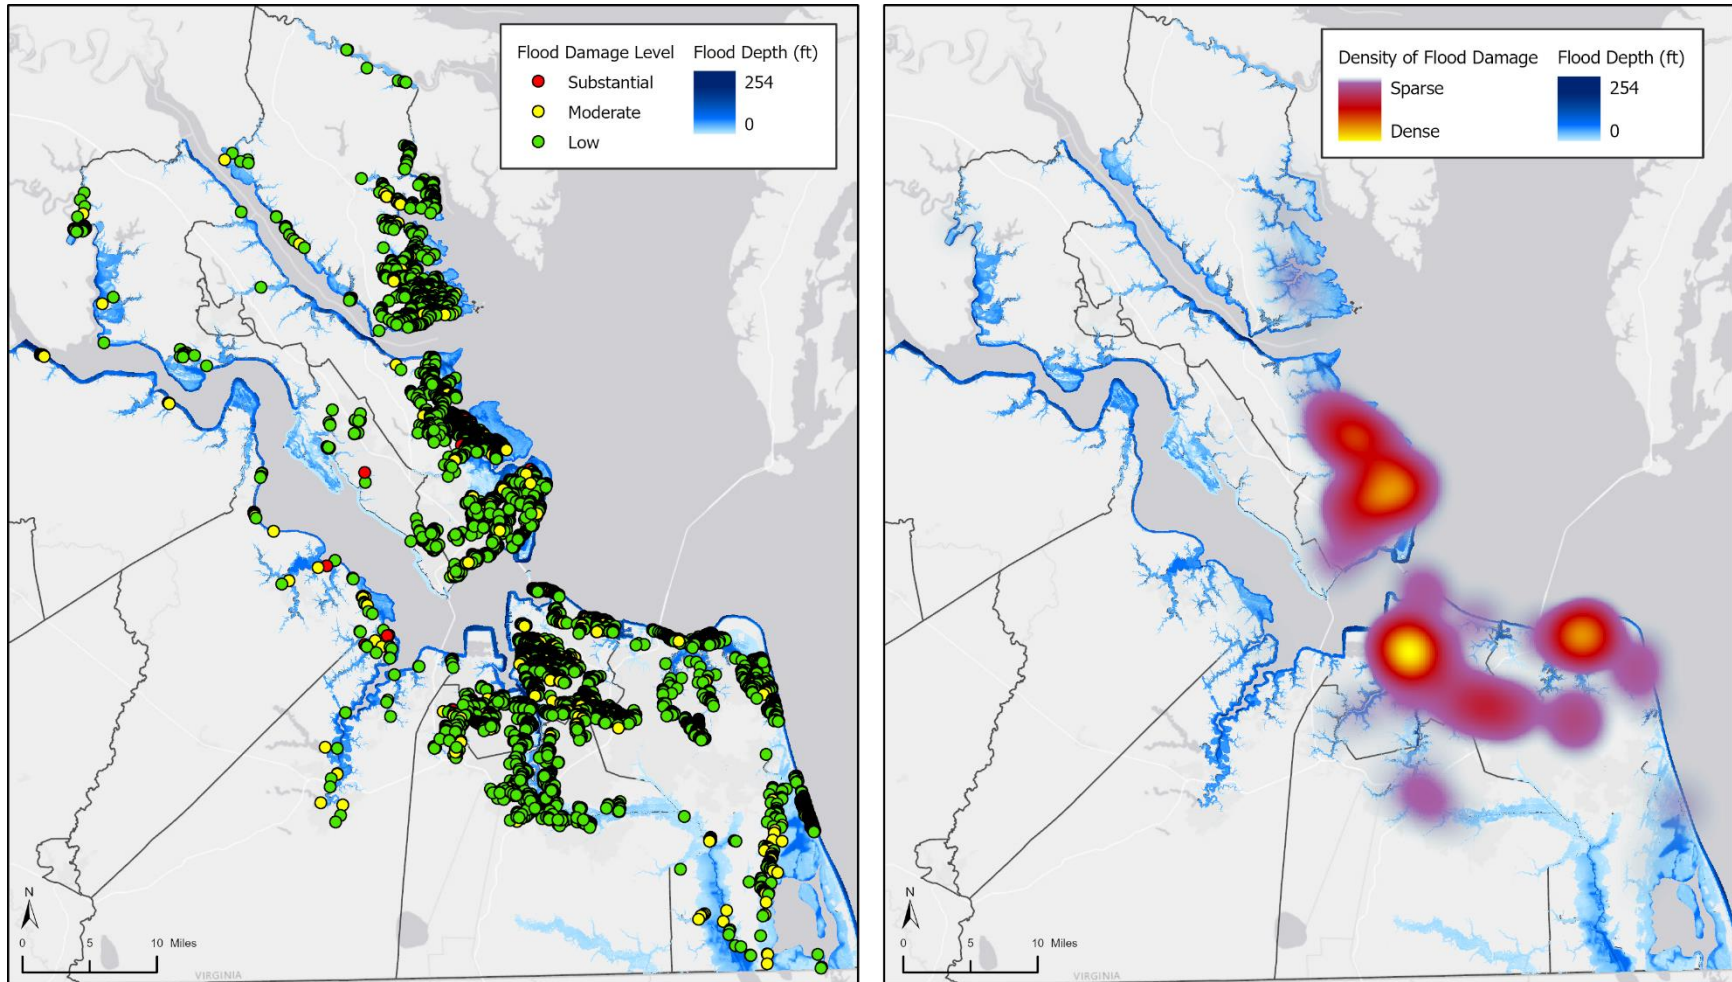 Flood Damage Level
Substantial
Moderate
Low
Flood Depth (ft)
254
0
N
0 5 10 Miles
VIRGINIA
Density of Flood Damage
Sparse
Dense
Flood Depth (ft)
254
0
N
0 5 10 Miles
VIRGINIA